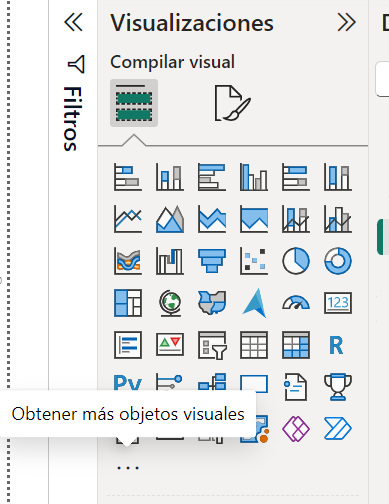 Visualizaciones
Compilar visual
Filtros
123
R
Py
Obtener más objetos visuales
...